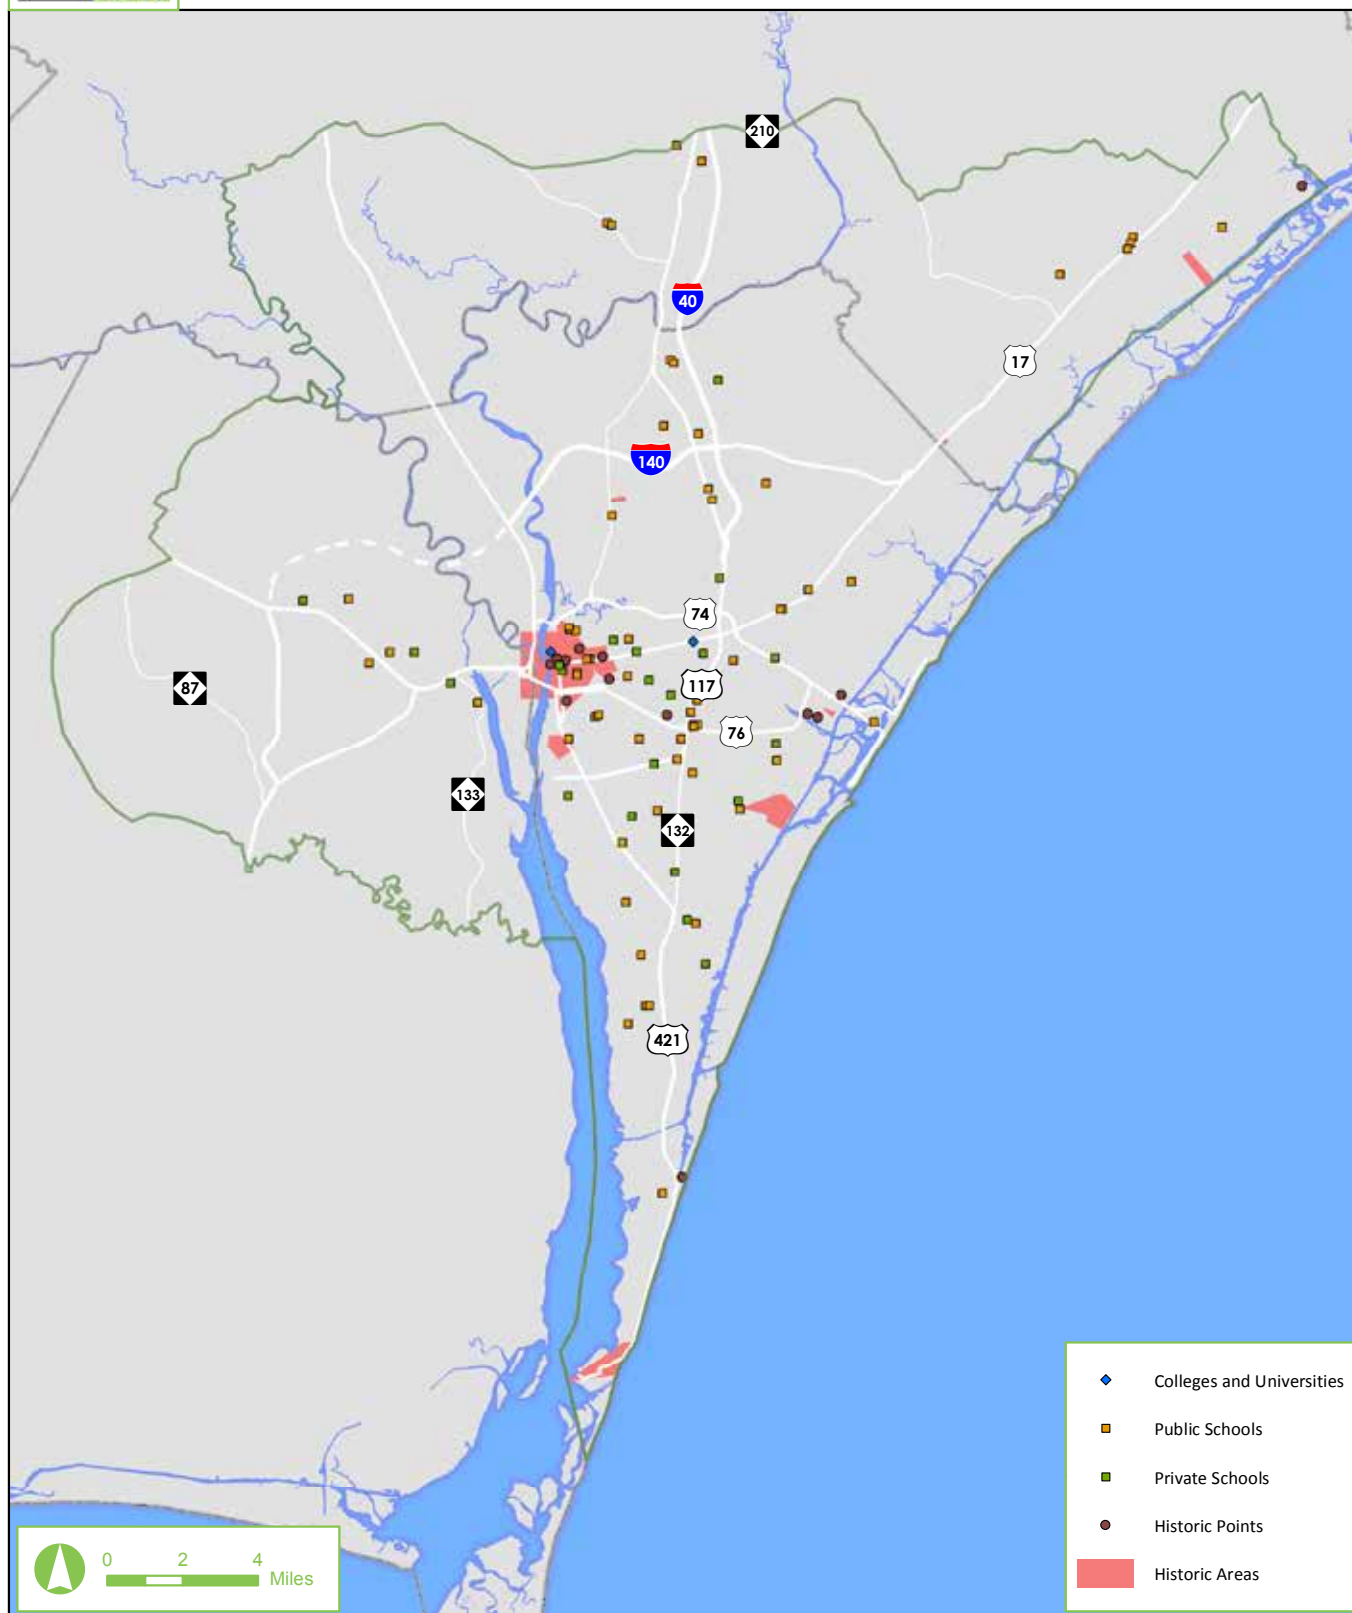 210
40
17
140
74
87
117
76
133
132
421
Colleges and Universities
Public Schools
Private Schools
Historic Points
Historic Areas
0 2 4
Miles